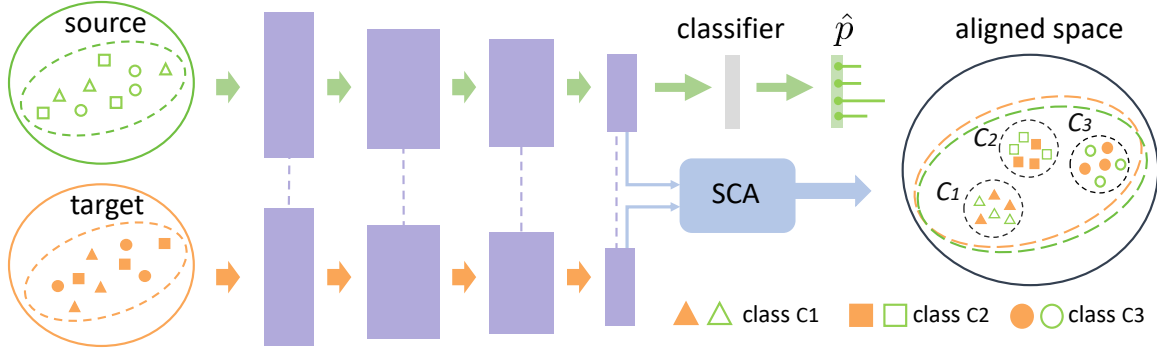 source
classifier
p̂
aligned space
C2
C3
SCA
C1
target
class C1
class C2
class C3